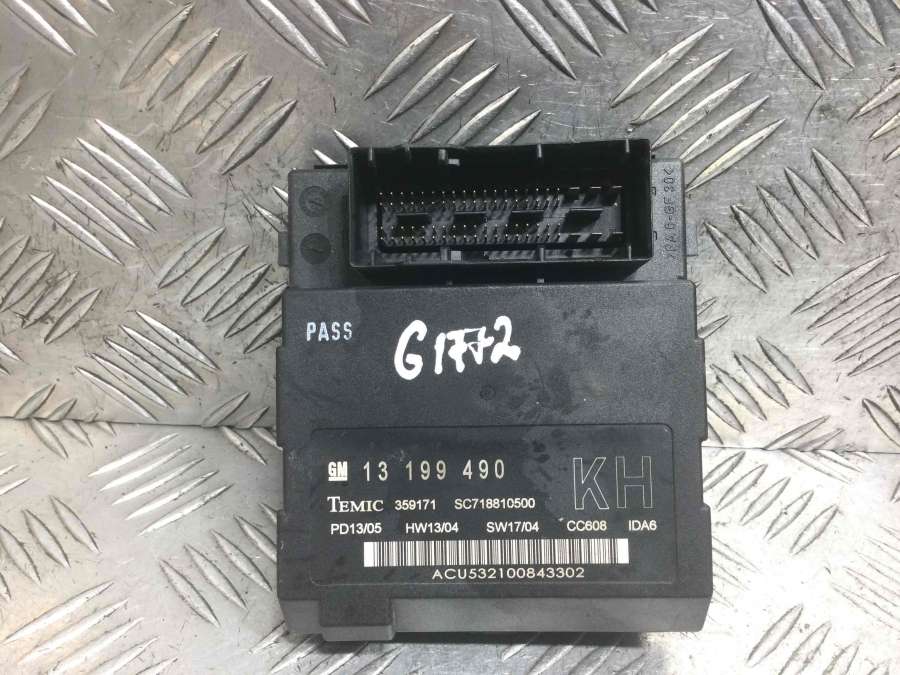 PASS
G1772
GM 13 199 490 KH
TEMIC 359171 SC718810500
PD13/05 HW13/04 SW17/04 CC608 IDA6
ACU532100843302